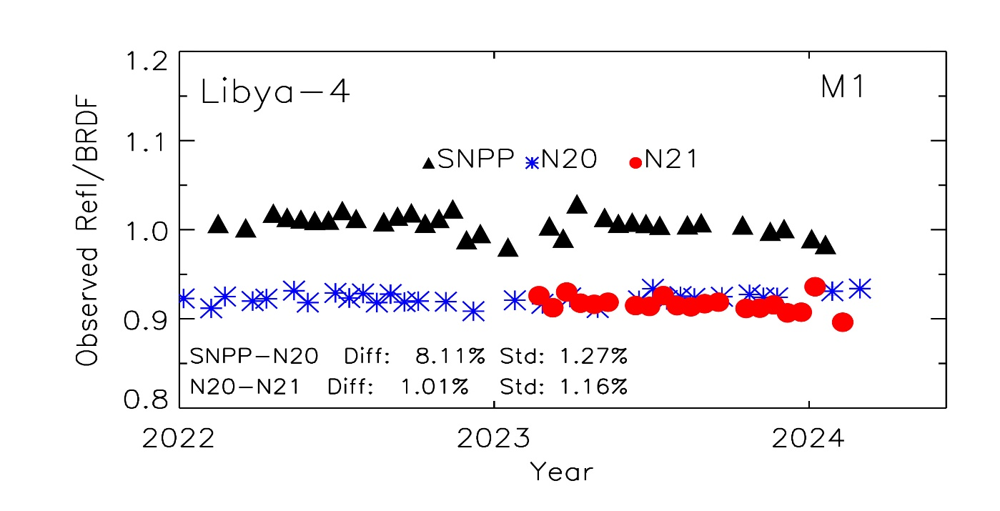 1.2
Libya-4 M1
1.1
SNPP N20 N21
1.0
0.9
SNPP-N20 Diff: 8.11% Std: 1.27%
N20-N21 Diff: 1.01% Std: 1.16%
0.8
Observed Refl/BRDF
2022 2023 2024
Year